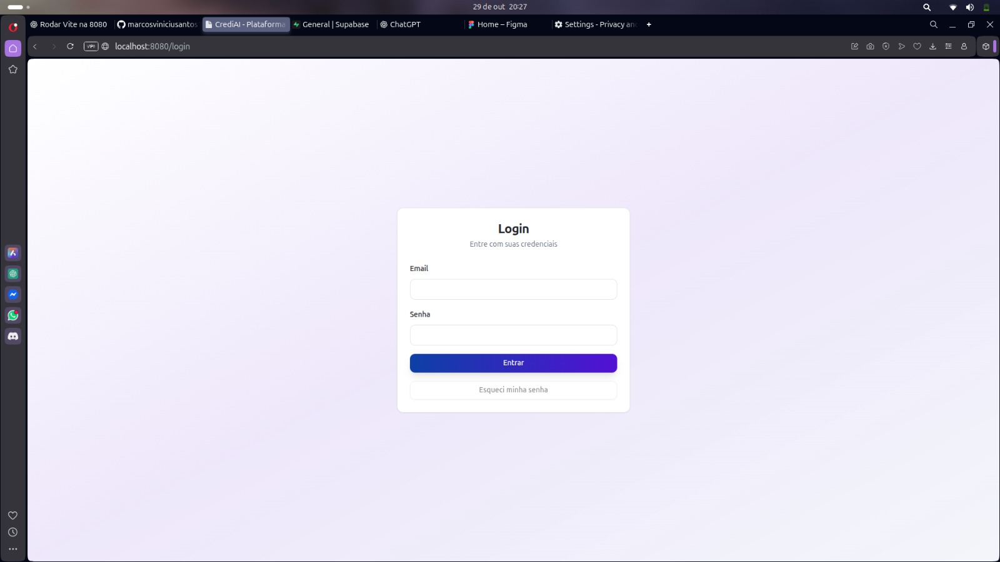 29 de out 20:27
Rodar Vite na 8080
marcosviniciusantos
CrediAI - Plataforma
General | Supabase
ChatGPT
Home – Figma
Settings - Privacy and
VPN
localhost:8080/login
Login
Entre com suas credenciais
Email
Senha
Entrar
Esqueci minha senha